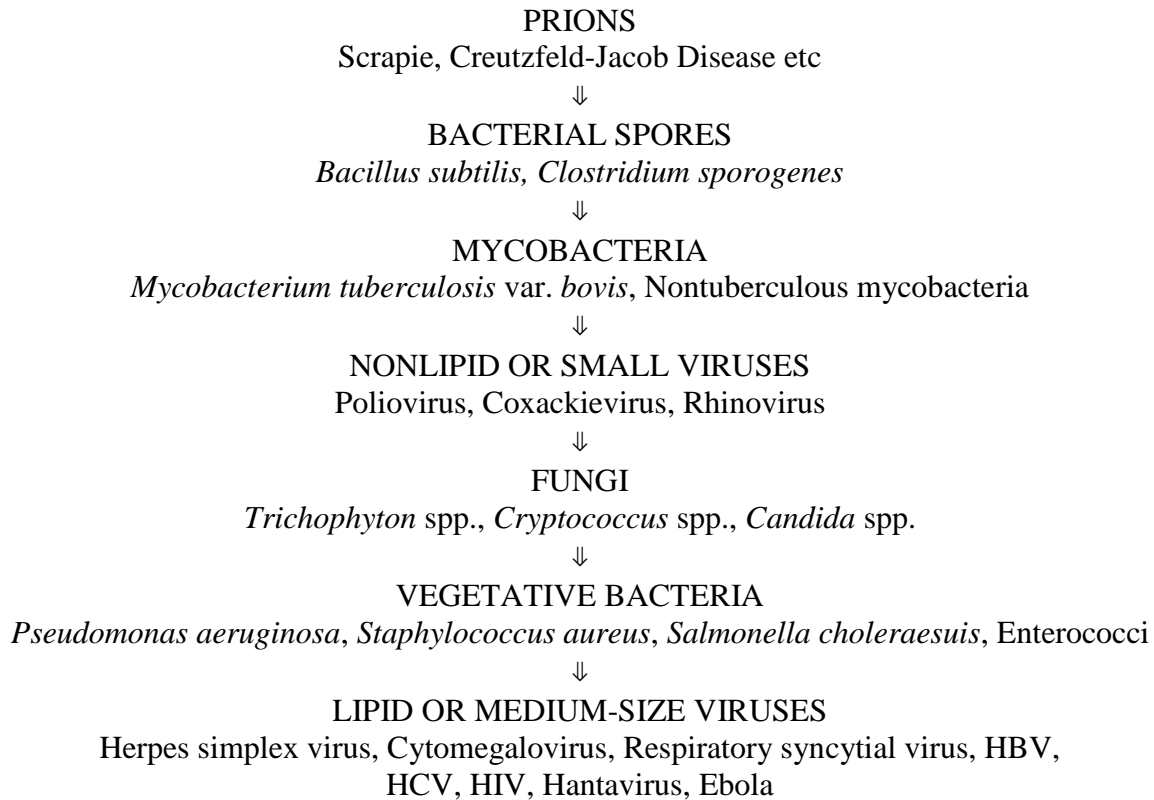 PRIONS
Scrapie, Creutzfeld-Jacob Disease etc
⇓
BACTERIAL SPORES
Bacillus subtilis, Clostridium sporogenes
⇓
MYCOBACTERIA
Mycobacterium tuberculosis var. bovis, Nontuberculous mycobacteria
⇓
NONLIPID OR SMALL VIRUSES
Poliovirus, Coxackievirus, Rhinovirus
⇓
FUNGI
Trichophyton spp., Cryptococcus spp., Candida spp.
⇓
VEGETATIVE BACTERIA
Pseudomonas aeruginosa, Staphylococcus aureus, Salmonella choleraesuis, Enterococci
⇓
LIPID OR MEDIUM-SIZE VIRUSES
Herpes simplex virus, Cytomegalovirus, Respiratory syncytial virus, HBV,
HCV, HIV, Hantavirus, Ebola